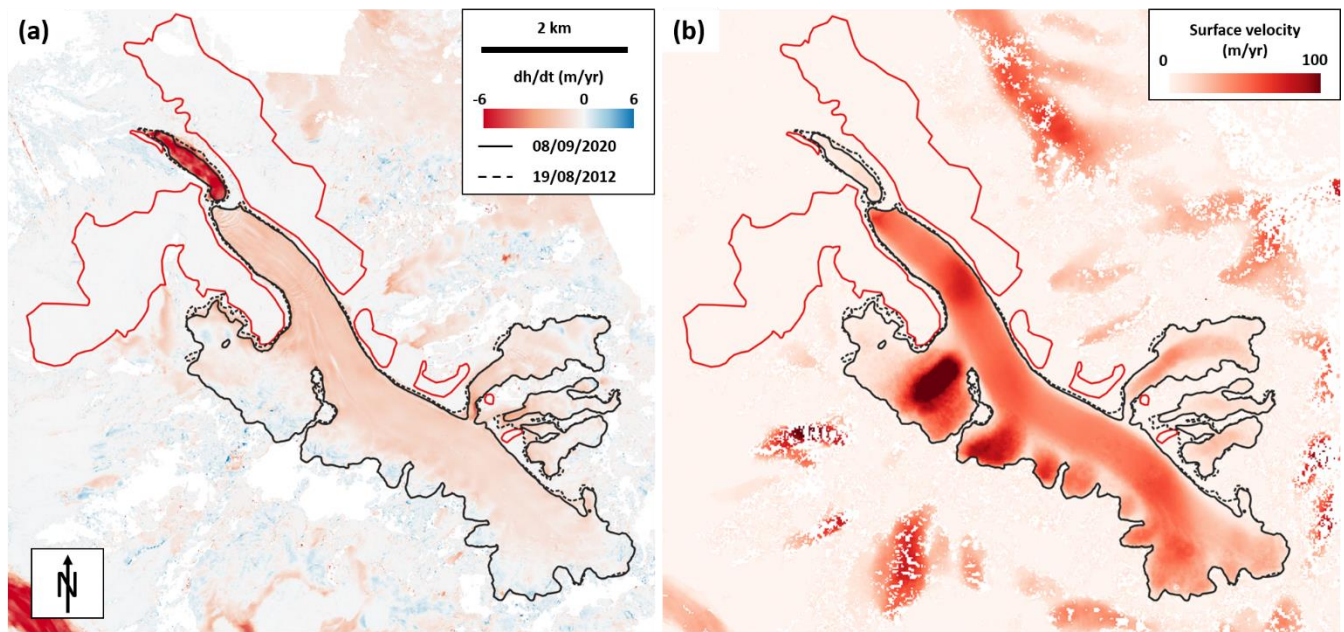 (a)
2 km
dh/dt (m/yr)
-6 0 6
08/09/2020
19/08/2012
N
(b)
Surface velocity
(m/yr)
0 100